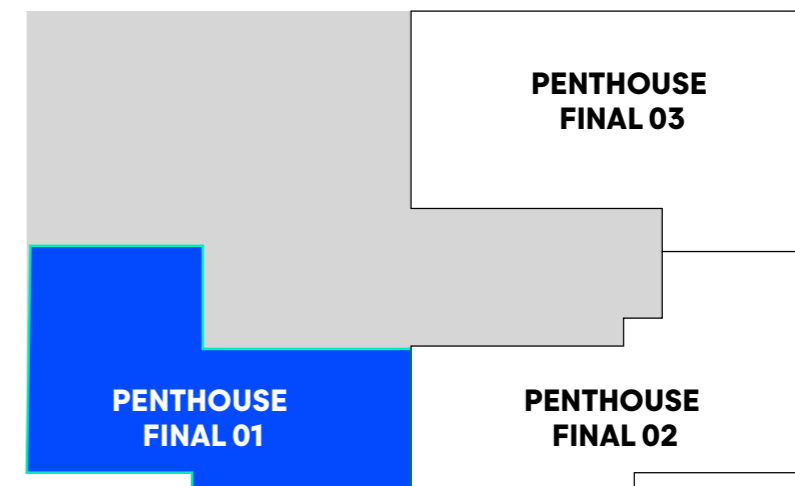 PENTHOUSE
FINAL 03
PENTHOUSE
FINAL 01
PENTHOUSE
FINAL 02